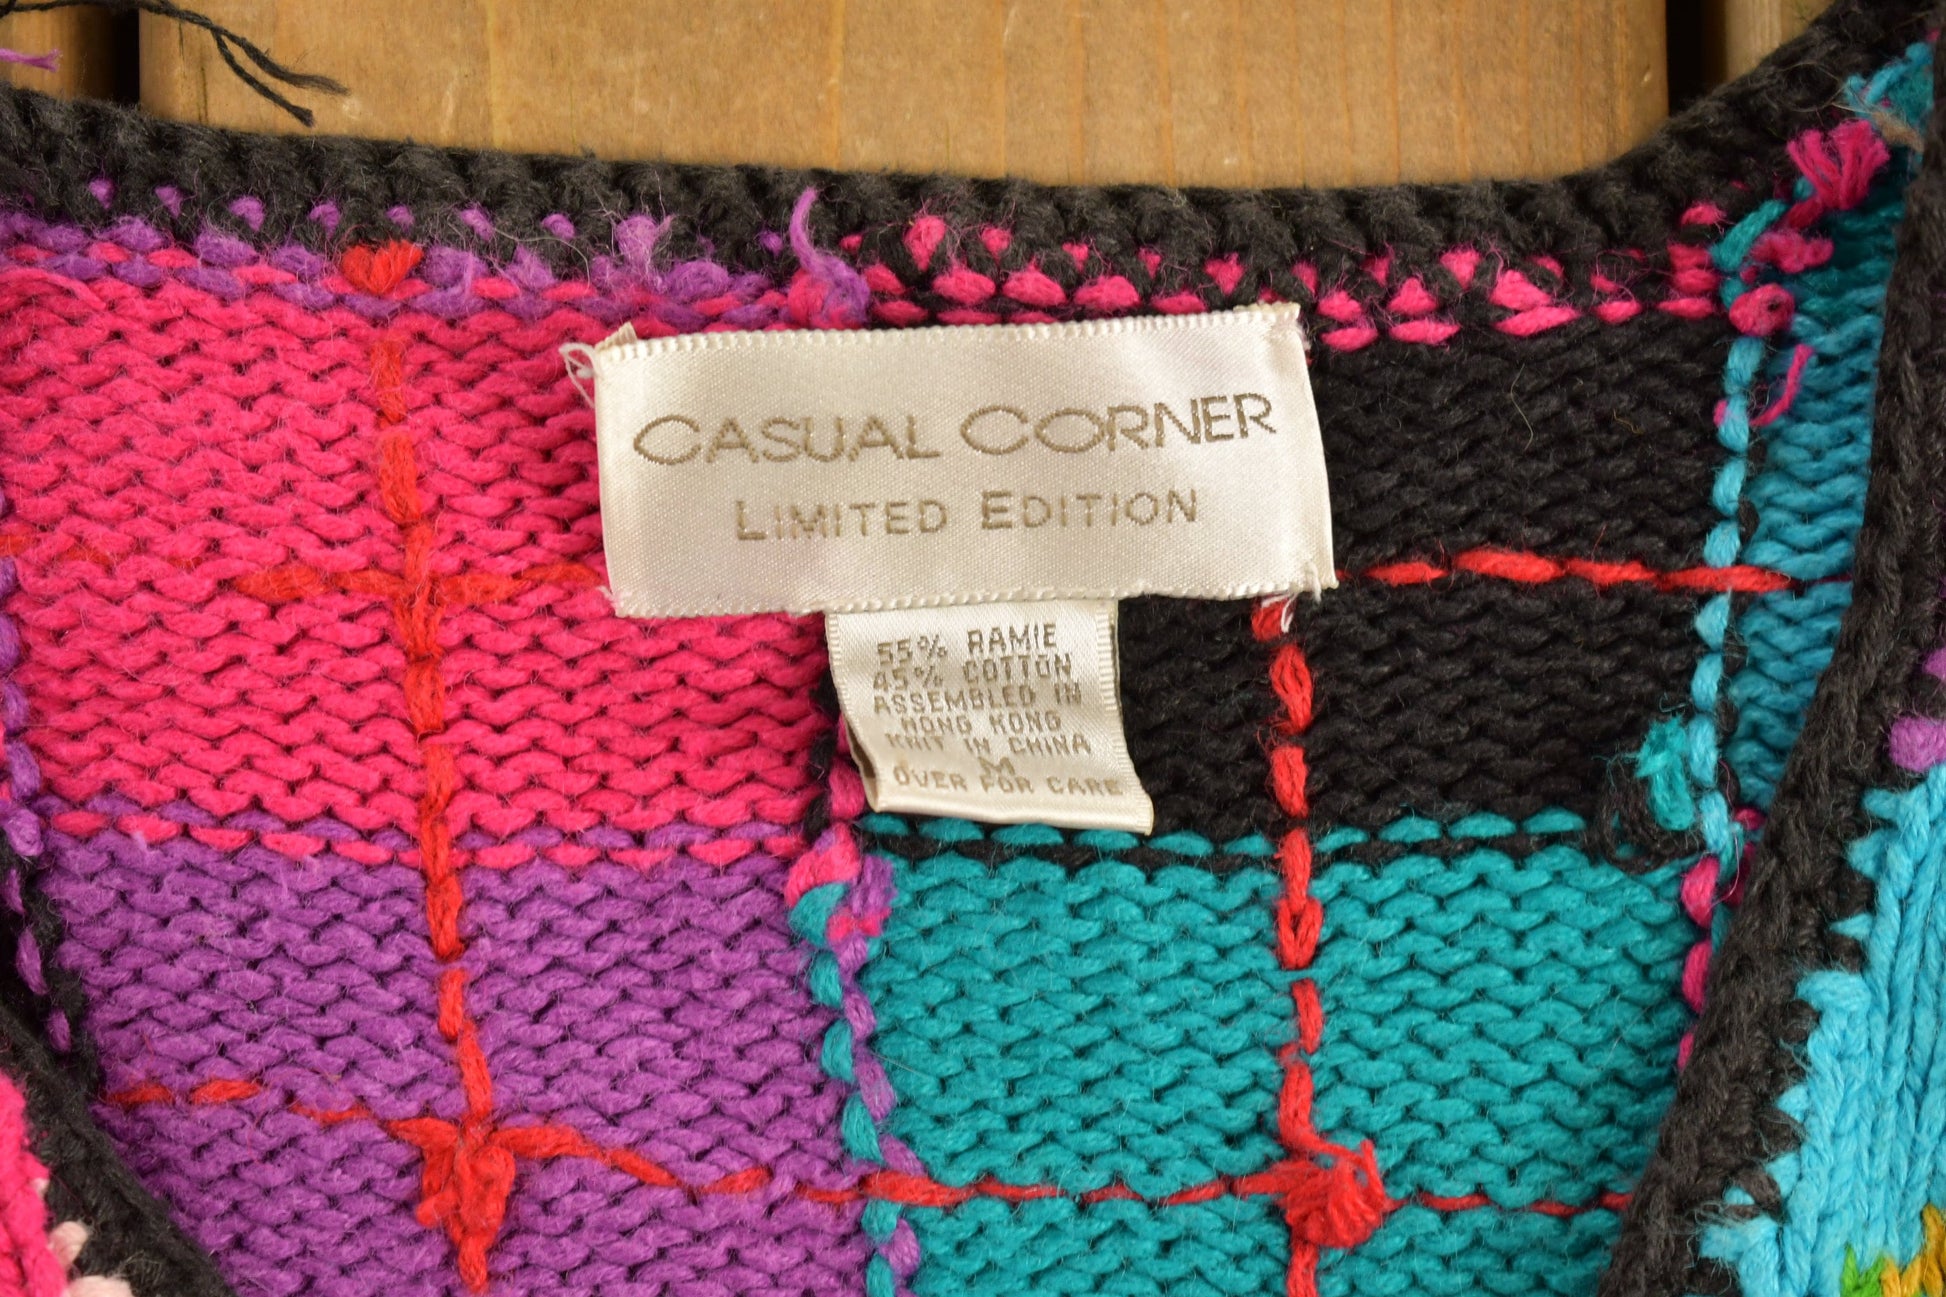 CASUAL CORNER
LIMITED EDITION
55% RAMIE
45% COTTON
ASSEMBLED IN
HONG KONG
KNIT IN CHINA
M
OVER FOR CARE